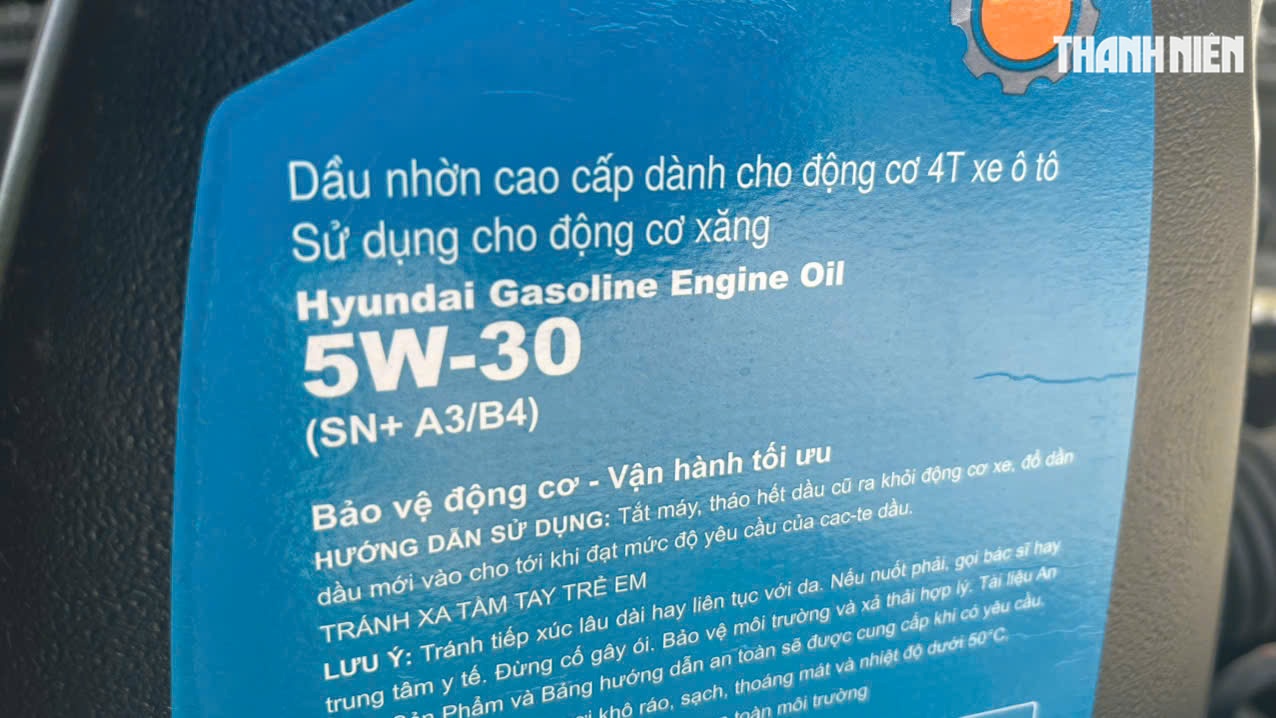 THANH NIÊN
Dầu nhờn cao cấp dành cho động cơ 4T xe ô tô
Sử dụng cho động cơ xăng
Hyundai Gasoline Engine Oil
5W-30
(SN+ A3/B4)
Bảo vệ động cơ - Vận hành tối ưu
HƯỚNG DẪN SỬ DỤNG: Tắt máy, tháo hết dầu cũ ra khỏi động cơ xe, đổ dần
dầu mới vào cho tới khi đạt mức độ yêu cầu của cac-te dầu.
TRÁNH XA TẦM TAY TRẺ EM
LƯU Ý: Tránh tiếp xúc lâu dài hay liên tục với da. Nếu nuốt phải, gọi bác sĩ hay
trung tâm y tế. Đừng cố gây ói. Bảo vệ môi trường và xả thải hợp lý. Tài liệu An
Phẩm và Bảng hướng dẫn an toàn sẽ được cung cấp khi có yêu cầu.
khô ráo, sạch, thoáng mát và nhiệt độ dưới 50°C.
toàn môi trường